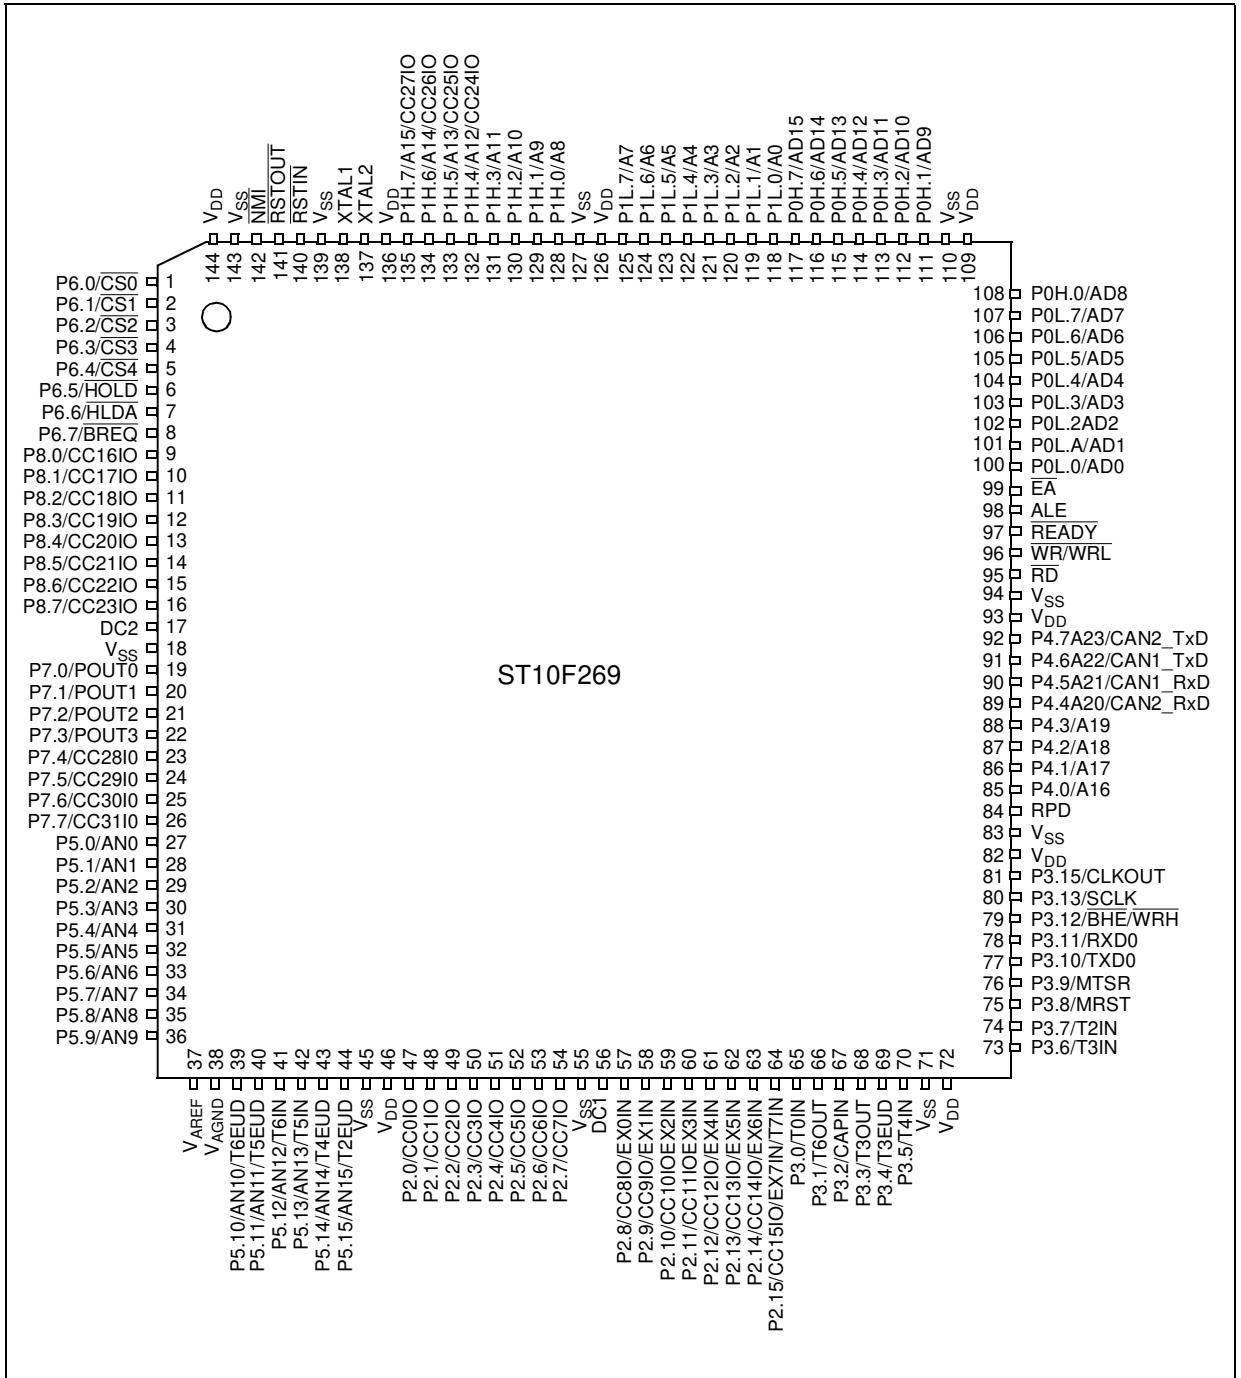 V_DD
V_SS
NMI
RSTOUT
RSTIN
V_SS
XTAL1
XTAL2
V_DD
P1H.7/A15/CC27IO
P1H.6/A14/CC26IO
P1H.5/A13/CC25IO
P1H.4/A12/CC24IO
P1H.3/A11
P1H.2/A10
P1H.1/A9
P1H.0/A8
V_SS
V_DD
P1L.7/A7
P1L.6/A6
P1L.5/A5
P1L.4/A4
P1L.3/A3
P1L.2/A2
P1L.1/A1
P1L.0/A0
P0H.7/AD15
P0H.6/AD14
P0H.5/AD13
P0H.4/AD12
P0H.3/AD11
P0H.2/AD10
P0H.1/AD9
V_SS
V_DD
144
143
142
141
140
139
138
137
136
135
134
133
132
131
130
129
128
127
126
125
124
123
122
121
120
119
118
117
116
115
114
113
112
111
110
109
P6.0/CS0 1
P6.1/CS1 2
P6.2/CS2 3
P6.3/CS3 4
P6.4/CS4 5
P6.5/HOLD 6
P6.6/HLDA 7
P6.7/BREQ 8
P8.0/CC16IO 9
P8.1/CC17IO 10
P8.2/CC18IO 11
P8.3/CC19IO 12
P8.4/CC20IO 13
P8.5/CC21IO 14
P8.6/CC22IO 15
P8.7/CC23IO 16
DC2 17
V_SS 18
P7.0/POUT0 19
P7.1/POUT1 20
P7.2/POUT2 21
P7.3/POUT3 22
P7.4/CC28I0 23
P7.5/CC29I0 24
P7.6/CC30I0 25
P7.7/CC31I0 26
P5.0/AN0 27
P5.1/AN1 28
P5.2/AN2 29
P5.3/AN3 30
P5.4/AN4 31
P5.5/AN5 32
P5.6/AN6 33
P5.7/AN7 34
P5.8/AN8 35
P5.9/AN9 36
ST10F269
108 P0H.0/AD8
107 P0L.7/AD7
106 P0L.6/AD6
105 P0L.5/AD5
104 P0L.4/AD4
103 P0L.3/AD3
102 P0L.2AD2
101 P0L.A/AD1
100 P0L.0/AD0
99 EA
98 ALE
97 READY
96 WR/WRL
95 RD
94 V_SS
93 V_DD
92 P4.7A23/CAN2_TxD
91 P4.6A22/CAN1_TxD
90 P4.5A21/CAN1_RxD
89 P4.4A20/CAN2_RxD
88 P4.3/A19
87 P4.2/A18
86 P4.1/A17
85 P4.0/A16
84 RPD
83 V_SS
82 V_DD
81 P3.15/CLKOUT
80 P3.13/SCLK
79 P3.12/BHE/WRH
78 P3.11/RXD0
77 P3.10/TXD0
76 P3.9/MTSR
75 P3.8/MRST
74 P3.7/T2IN
73 P3.6/T3IN
37
38
39
40
41
42
43
44
45
46
47
48
49
50
51
52
53
54
55
56
57
58
59
60
61
62
63
64
65
66
67
68
69
70
71
72
V_AREF
V_AGND
P5.10/AN10/T6EUD
P5.11/AN11/T5EUD
P5.12/AN12/T6IN
P5.13/AN13/T5IN
P5.14/AN14/T4EUD
P5.15/AN15/T2EUD
V_SS
V_DD
P2.0/CC0IO
P2.1/CC1IO
P2.2/CC2IO
P2.3/CC3IO
P2.4/CC4IO
P2.5/CC5IO
P2.6/CC6IO
P2.7/CC7IO
V_SS
DC1
P2.8/CC8IO/EX0IN
P2.9/CC9IO/EX1IN
P2.10/CC10IOEX2IN
P2.11/CC11IOEX3IN
P2.12/CC12IO/EX4IN
P2.13/CC13IO/EX5IN
P2.14/CC14IO/EX6IN
P2.15/CC15IO/EX7IN/T7IN
P3.0/T0IN
P3.1/T6OUT
P3.2/CAPIN
P3.3/T3OUT
P3.4/T3EUD
P3.5/T4IN
V_SS
V_DD